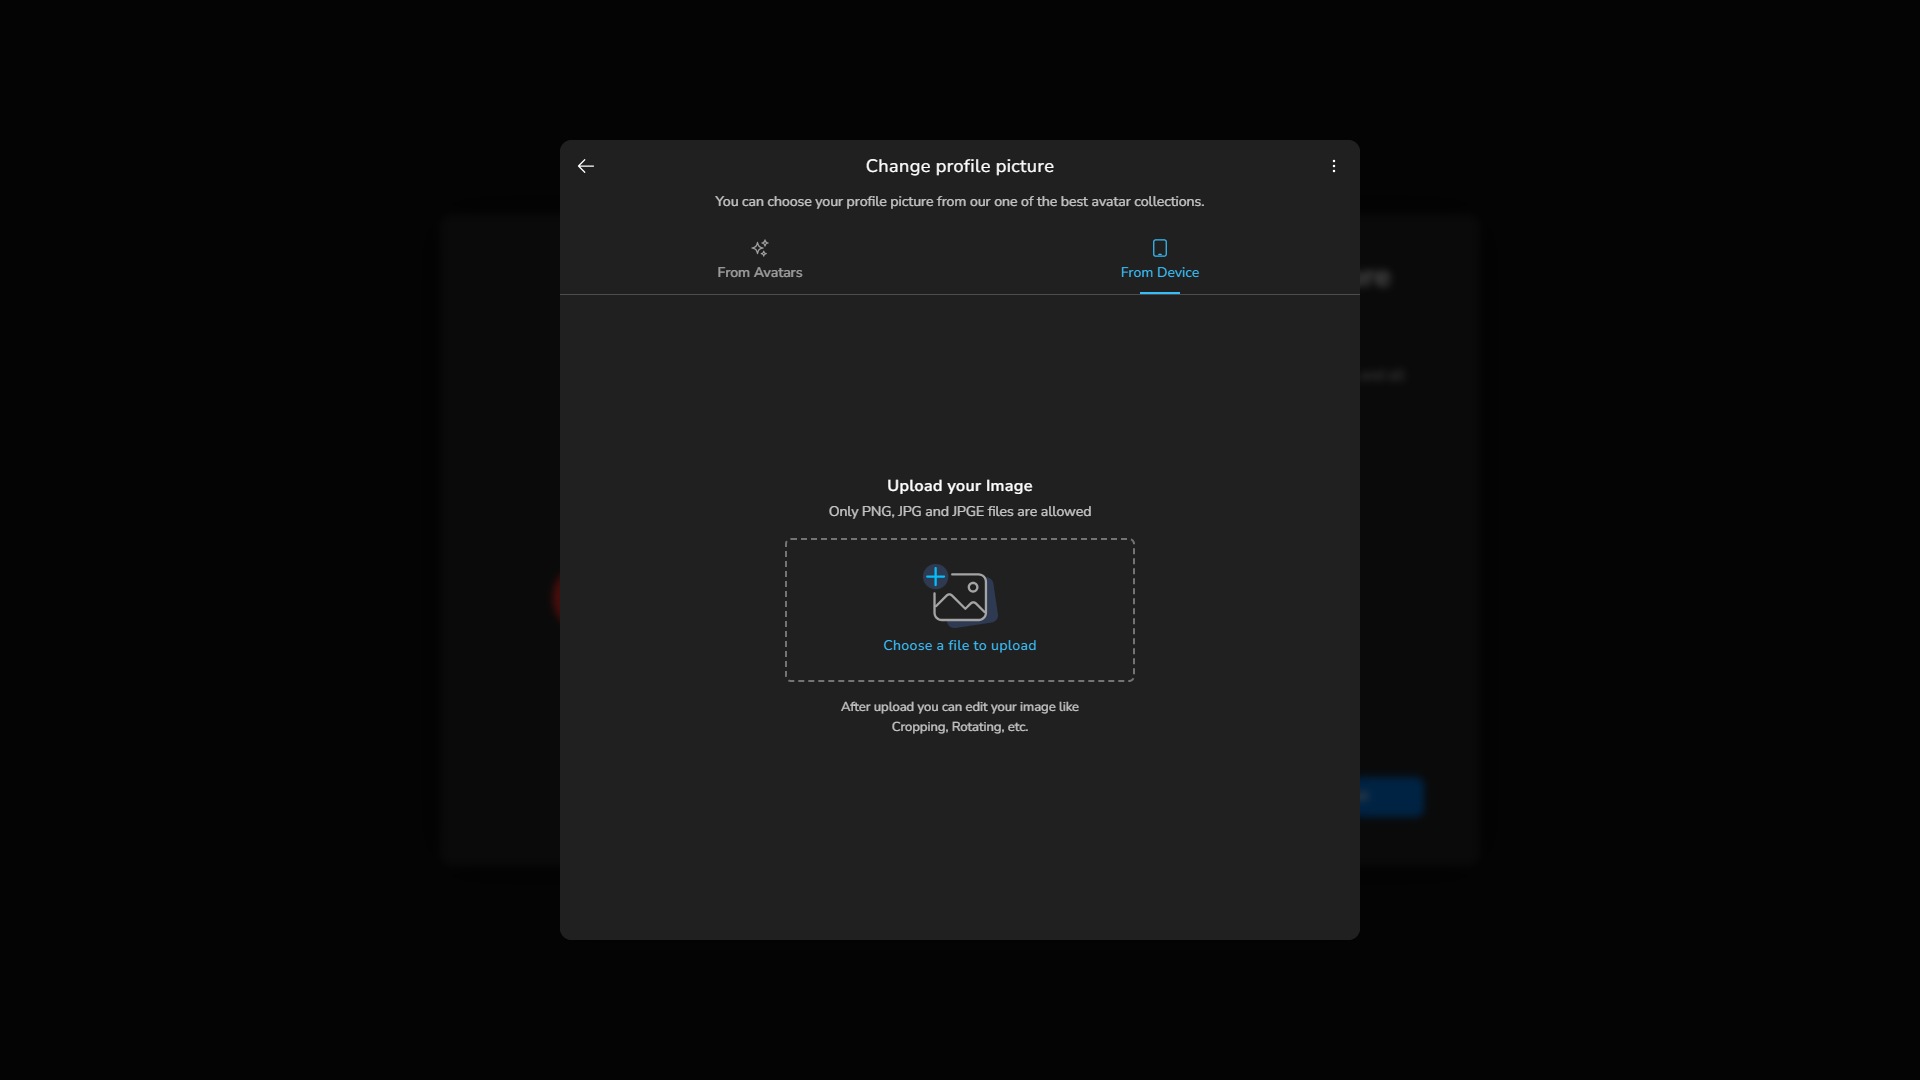 Change profile picture
You can choose your profile picture from our one of the best avatar collections.
From Avatars
From Device
Upload your Image
Only PNG, JPG and JPGE files are allowed
Choose a file to upload
After upload you can edit your image like
Cropping, Rotating, etc.